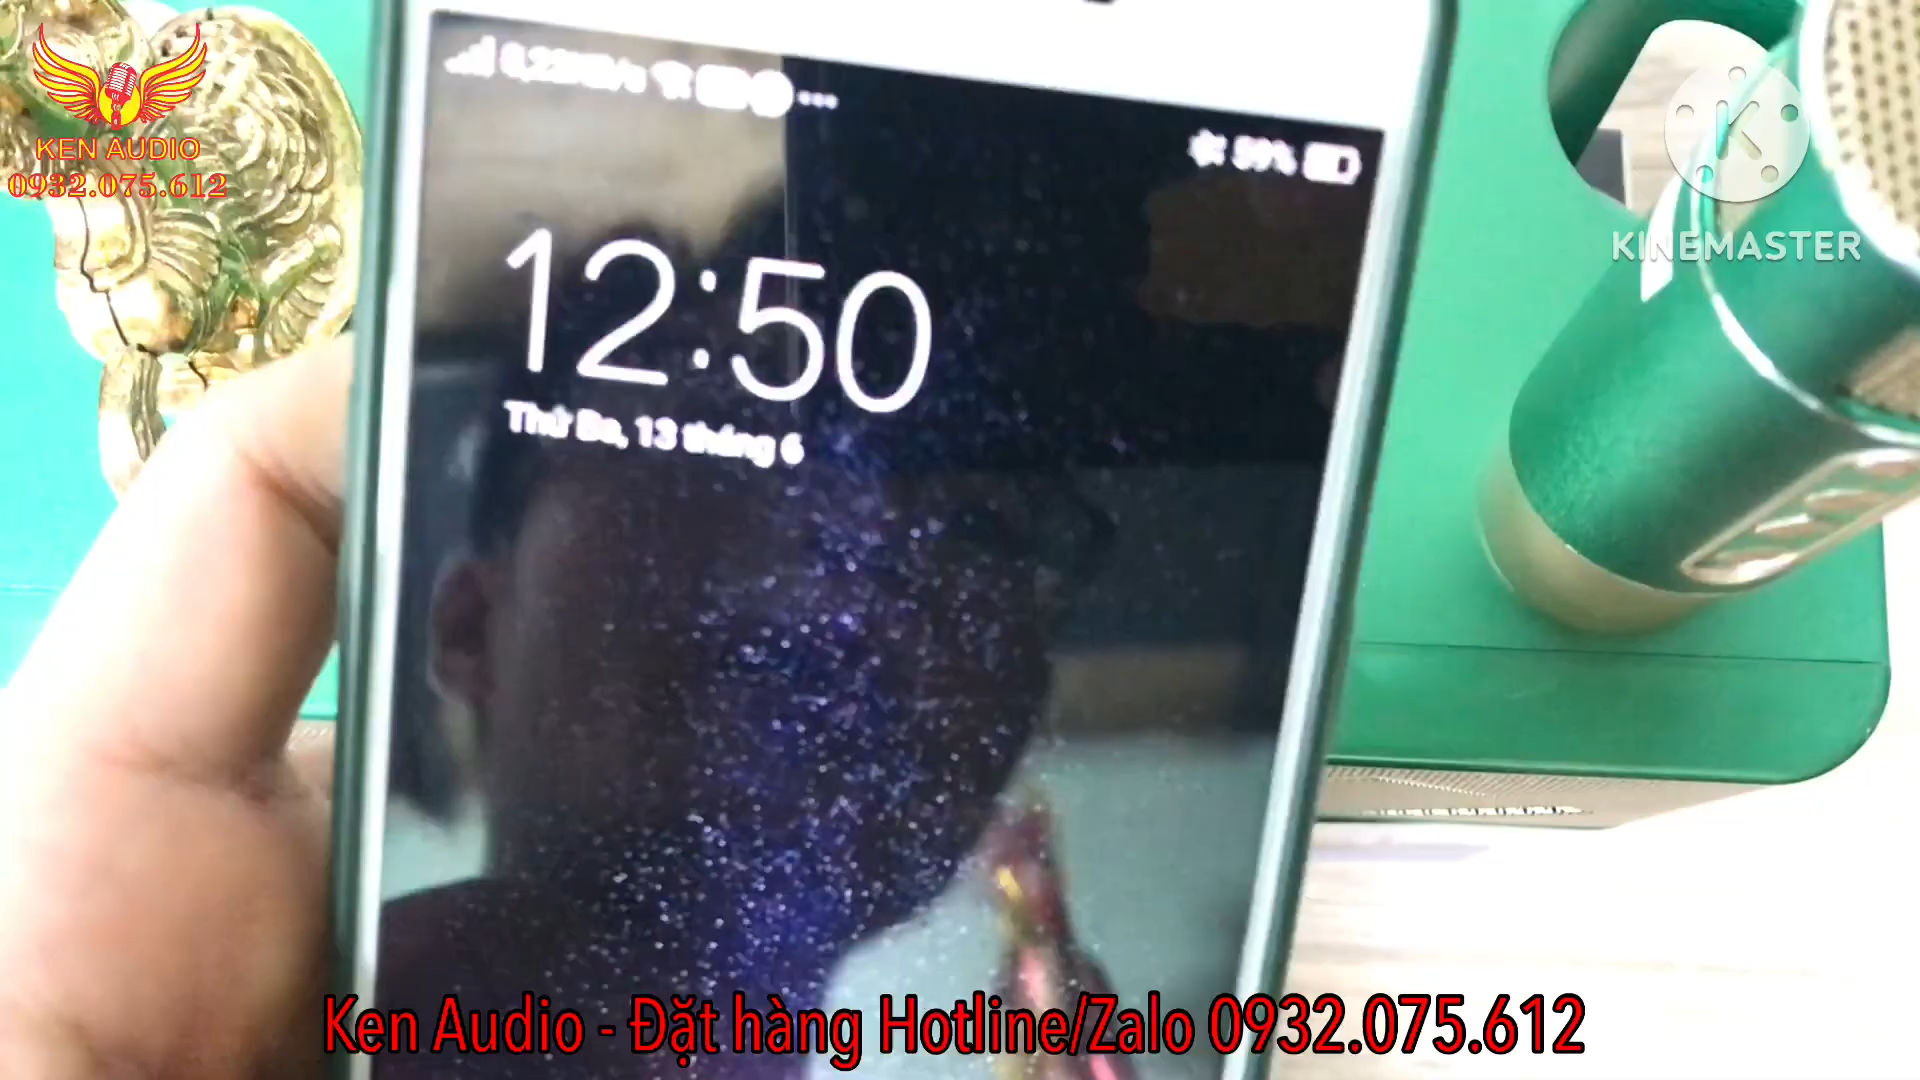 KEN AUDIO
0932.075.612
KINEMASTER
59%
12:50
Thứ Ba, 13 tháng 6
Ken Audio - Đặt hàng Hotline/Zalo 0932.075.612